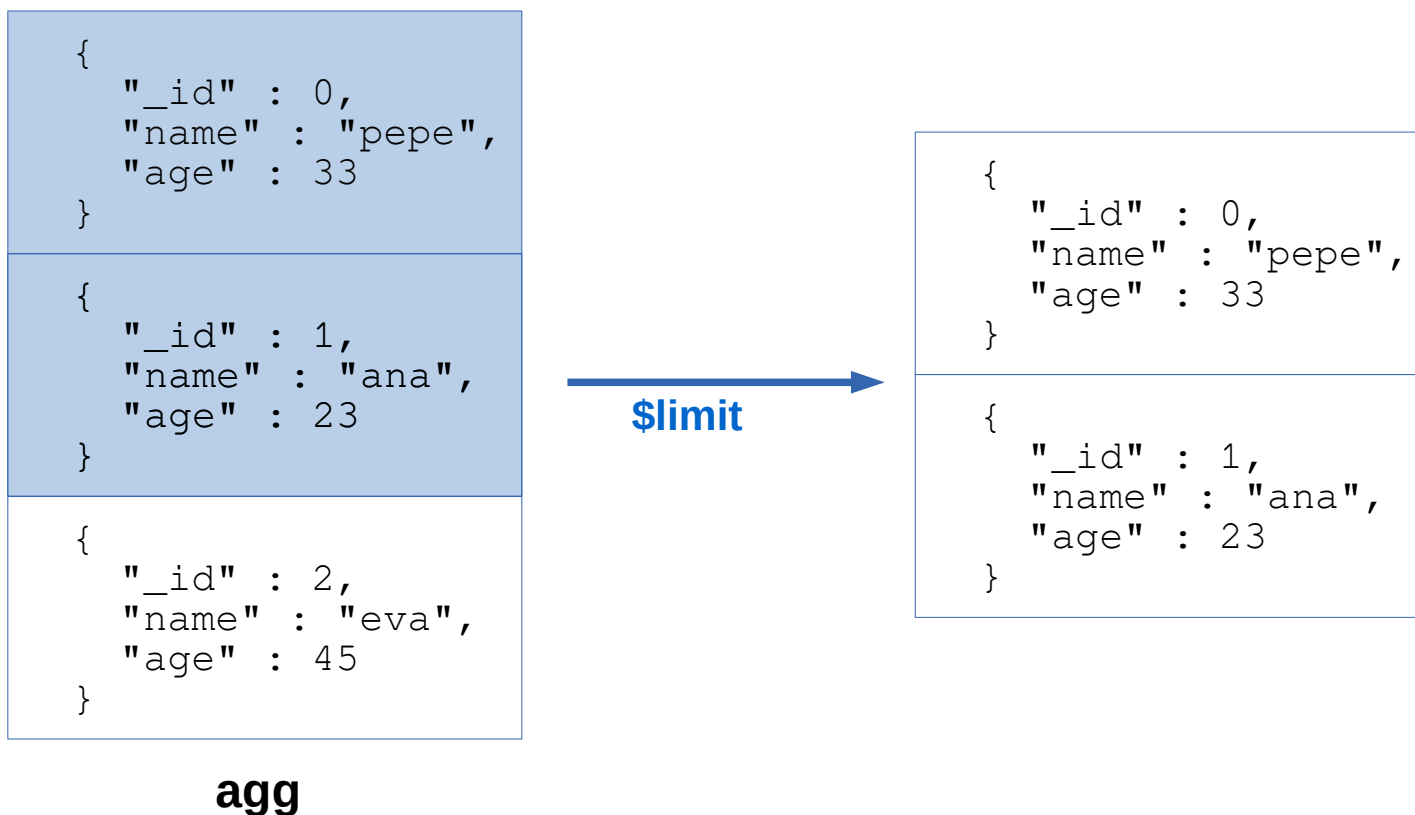 {
"_id" : 0,
"name" : "pepe",
"age" : 33
}
{
"_id" : 1,
"name" : "ana",
"age" : 23
}
{
"_id" : 2,
"name" : "eva",
"age" : 45
}
agg
$limit
{
"_id" : 0,
"name" : "pepe",
"age" : 33
}
{
"_id" : 1,
"name" : "ana",
"age" : 23
}